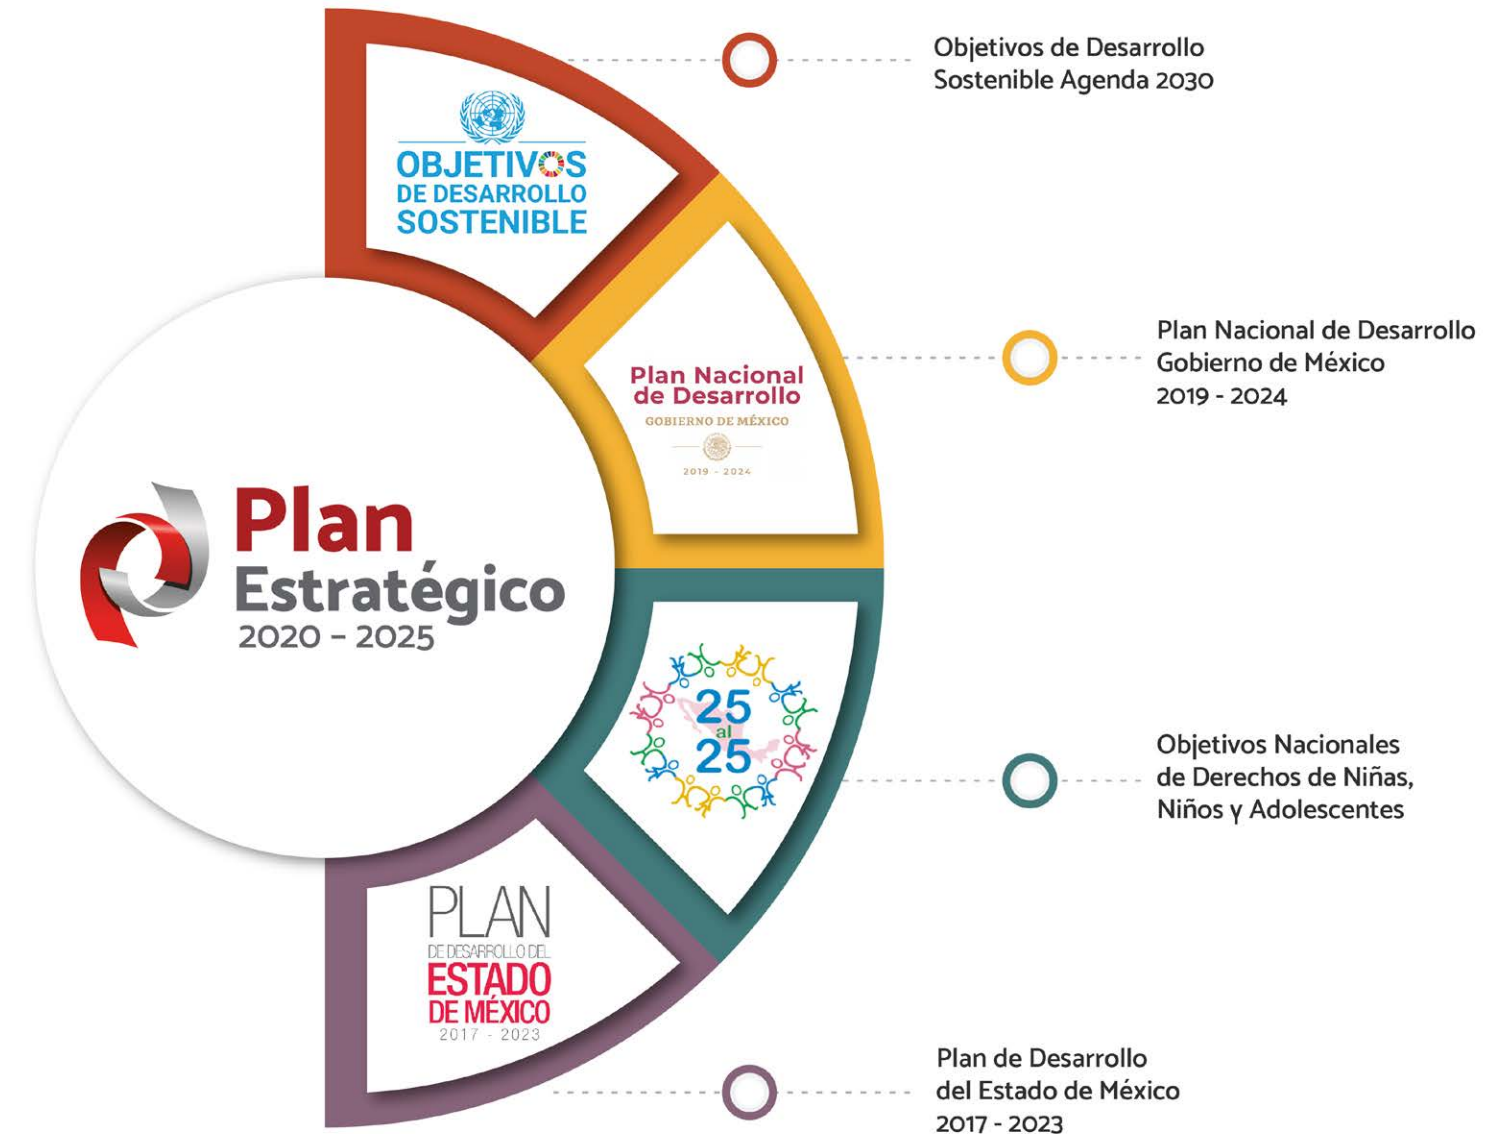 Objetivos de Desarrollo
Sostenible Agenda 2030
OBJETIVOS
DE DESARROLLO
SOSTENIBLE
Plan Nacional de Desarrollo
Gobierno de México
2019 - 2024
Plan Nacional
de Desarrollo
GOBIERNO DE MÉXICO
2019 - 2024
Plan
Estratégico
2020 – 2025
25
al
25
Objetivos Nacionales
de Derechos de Niñas,
Niños y Adolescentes
PLAN
DE DESARROLLO DEL
ESTADO
DE MÉXICO
2017 - 2023
Plan de Desarrollo
del Estado de México
2017 - 2023